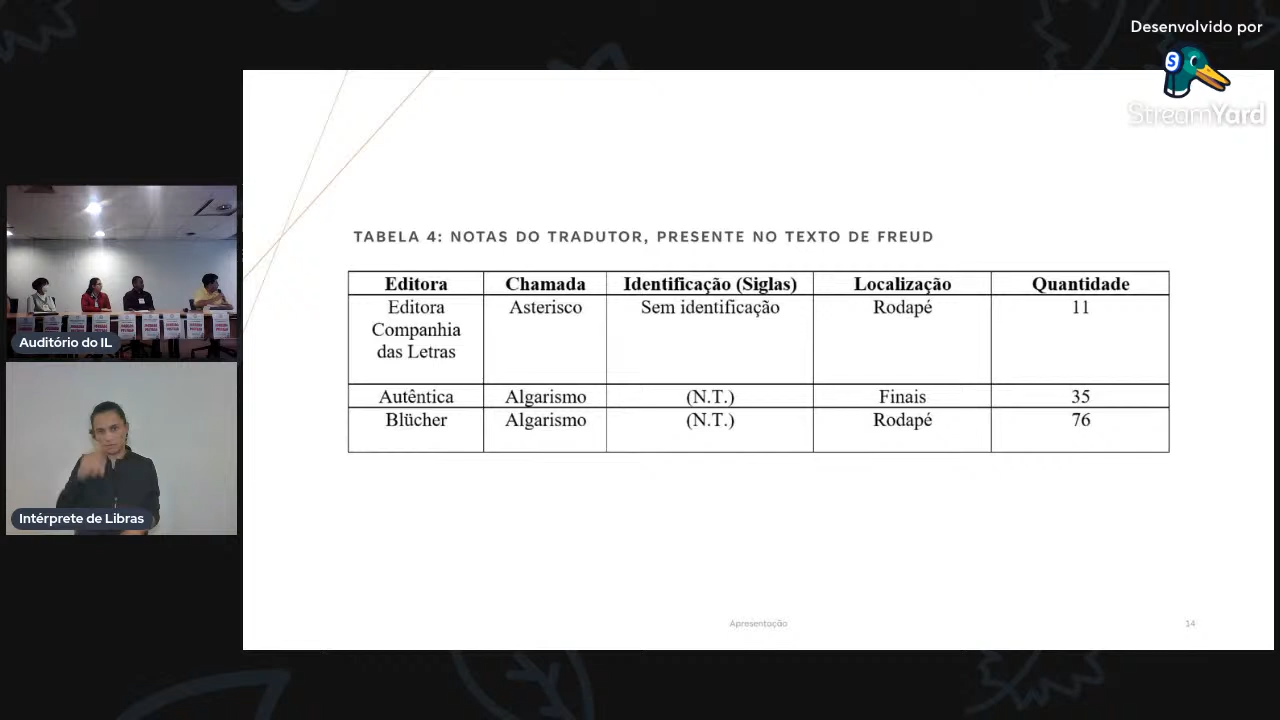 Desenvolvido por
StreamYard
TABELA 4: NOTAS DO TRADUTOR, PRESENTE NO TEXTO DE FREUD
Editora Chamada Identificação (Siglas) Localização Quantidade
Editora Companhia das Letras Asterisco Sem identificação Rodapé 11
Autêntica Algarismo (N.T.) Finais 35
Blücher Algarismo (N.T.) Rodapé 76
Auditório do IL
Intérprete de Libras
Apresentação 14